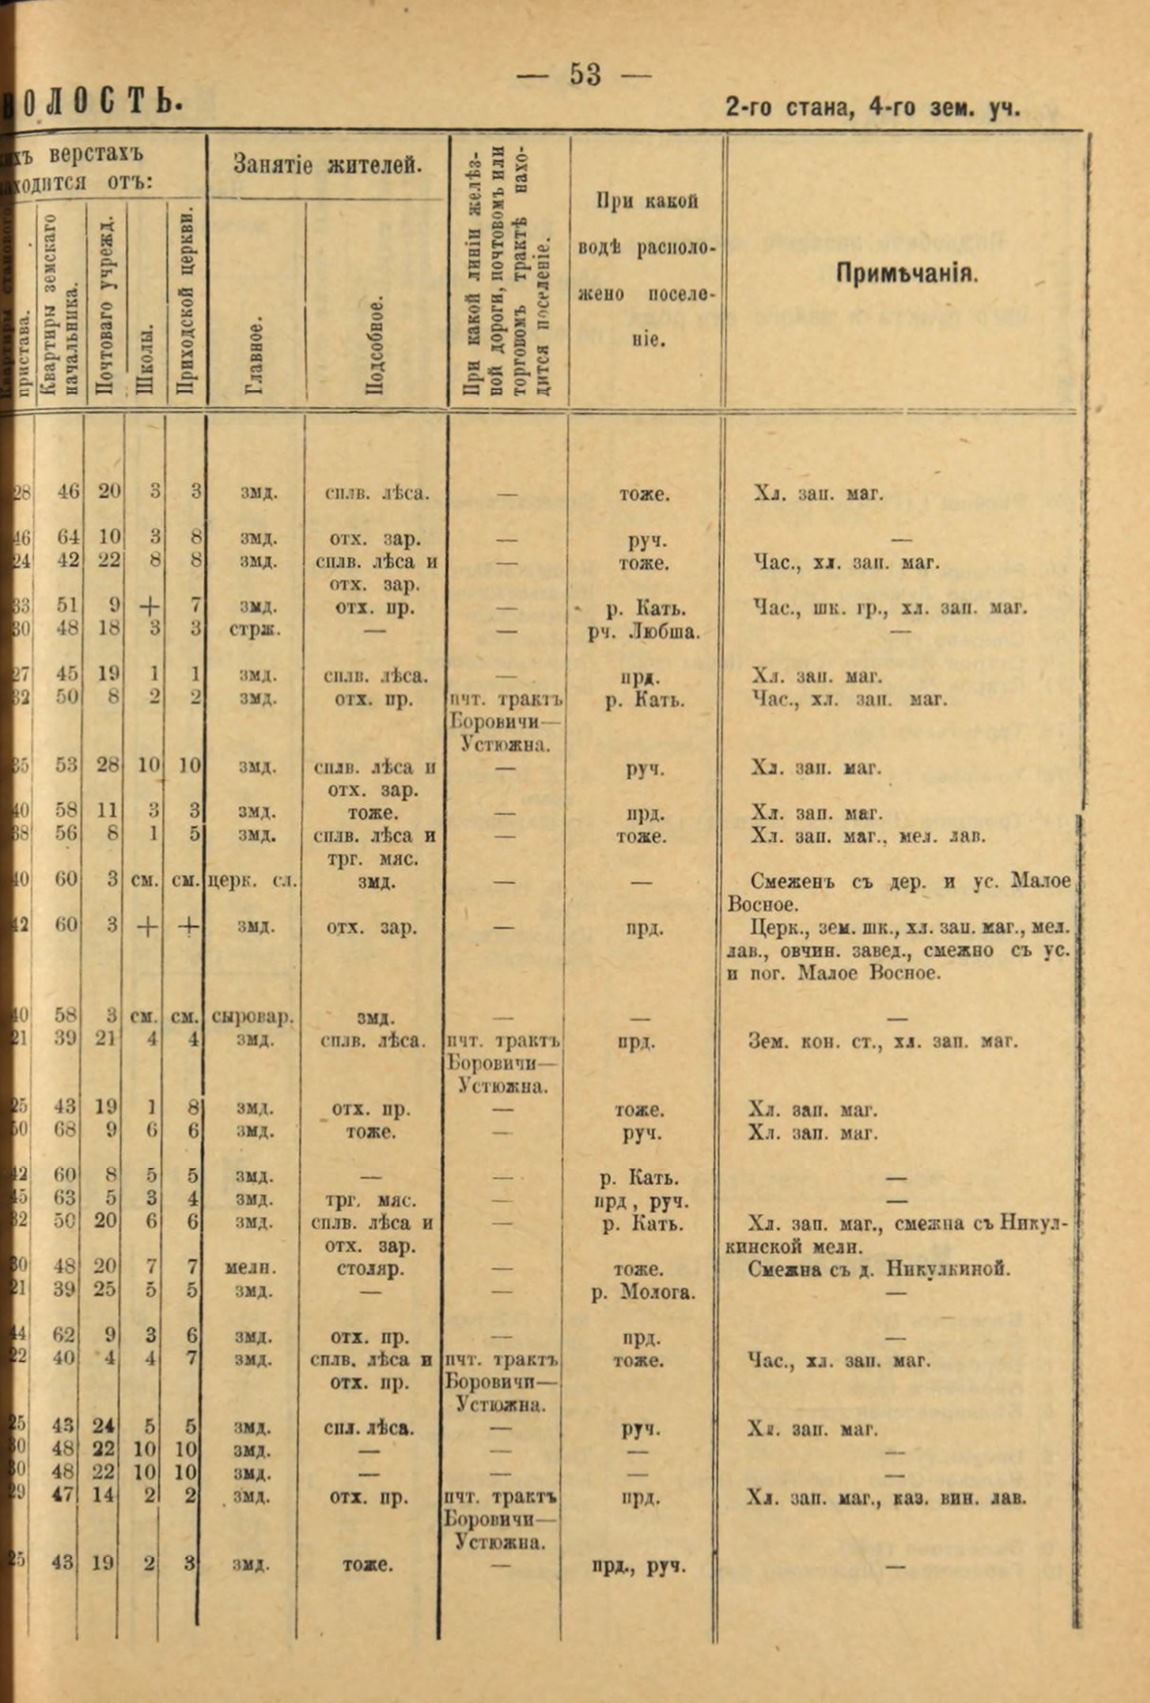 — 53 —
ВОЛОСТЬ.
2-го стана, 4-го зем. уч.
верстахъ
отъ:
Занятіе жителей.
пристава.
Квартиры земскаго
начальника.
Почтоваго учрежд.
Школы.
Приходской церкви.
Главное.
Подсобное.
При какой линіи желѣз-
ной дороги, почтовомъ или
торговомъ трактѣ нахо-
дится поселеніе.
При какой
водѣ располо-
жено поселе-
ніе.
Примѣчанія.
28 46 20 3 3 змд. сплв. лѣса. — тоже. Хл. зап. маг.
46 64 10 3 8 змд. отх. зар. — руч. —
24 42 22 8 8 змд. сплв. лѣса и — тоже. Час., хл. зап. маг.
отх. зар.
33 51 9 + 7 змд. отх. пр. — р. Кать. Час., шк. гр., хл. зап. маг.
30 48 18 3 3 стрж. — — рч. Любша. —
27 45 19 1 1 змд. сплв. лѣса. — прд. Хл. зап. маг.
32 50 8 2 2 змд. отх. пр. пчт. трактъ р. Кать. Час., хл. зап. маг.
Боровичи—
Устюжна.
35 53 28 10 10 змд. сплв. лѣса и — руч. Хл. зап. маг.
отх. зар.
40 58 11 3 3 змд. тоже. — прд. Хл. зап. маг.
38 56 8 1 5 змд. сплв. лѣса и — тоже. Хл. зап. маг., мел. лав.
трг. мяс.
40 60 3 см. см. церк. сл. змд. — — Смеженъ съ дер. и ус. Малое
Восное.
42 60 3 + + змд. отх. зар. — прд. Церк., зем. шк., хл. зап. маг., мел.
лав., овчин. завед., смежно съ ус.
и пог. Малое Восное.
40 58 3 см. см. сыровар. змд. — — —
21 39 21 4 4 змд. сплв. лѣса. пчт. трактъ прд. Зем. кон. ст., хл. зап. маг.
Боровичи—
Устюжна.
25 43 19 1 8 змд. отх. пр. — тоже. Хл. зап. маг.
50 68 9 6 6 змд. тоже. — руч. Хл. зап. маг.
42 60 8 5 5 змд. — — р. Кать. —
45 63 5 3 4 змд. трг. мяс. — прд, руч. —
32 50 20 6 6 змд. сплв. лѣса и — р. Кать. Хл. зап. маг., смежна съ Никул-
отх. зар. кинской мелн.
30 48 20 7 7 мелн. столяр. — тоже. Смежна съ д. Никулкиной.
21 39 25 5 5 змд. — — р. Молога. —
44 62 9 3 6 змд. отх. пр. — прд. —
22 40 4 4 7 змд. сплв. лѣса и пчт. трактъ тоже. Час., хл. зап. маг.
отх. пр. Боровичи—
Устюжна.
25 43 24 5 5 змд. спл. лѣса. — руч. Хл. зап. маг.
30 48 22 10 10 змд. — — — —
30 48 22 10 10 змд. — — — —
29 47 14 2 2 змд. отх. пр. пчт. трактъ прд. Хл. зап. маг., каз. вин. лав.
Боровичи—
Устюжна.
25 43 19 2 3 змд. тоже. — прд., руч. —